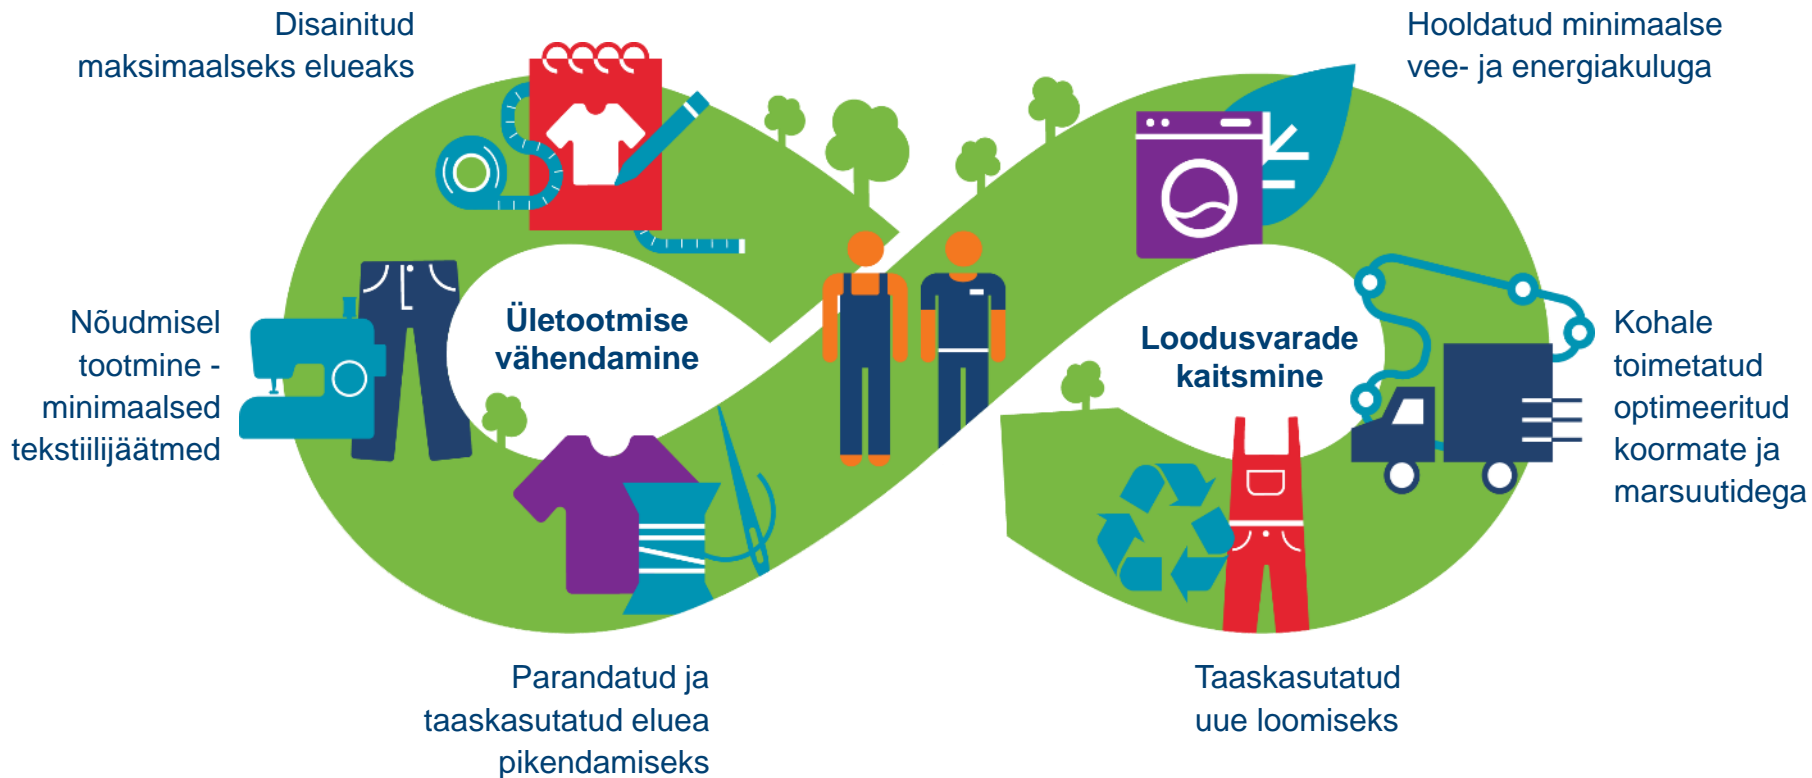 Disainitud
maksimaalseks elueaks
Hooldatud minimaalse
vee- ja energiakuluga
Nõudmisel
tootmine -
minimaalsed
tekstiilijäätmed
Ületootmise
vähendamine
Loodusvarade
kaitsmine
Kohale
toimetatud
optimeeritud
koormate ja
marsuutidega
Parandatud ja
taaskasutatud eluea
pikendamiseks
Taaskasutatud
uue loomiseks